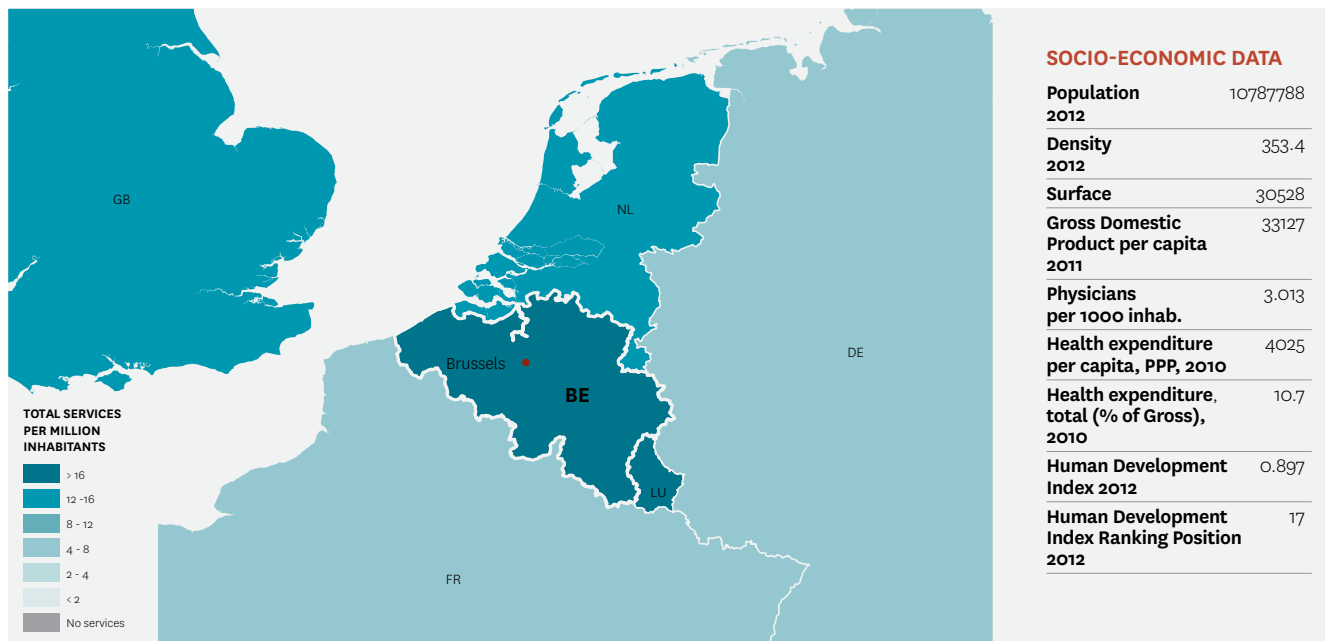 GB
NL
DE
Brussels
BE
LU
FR
TOTAL SERVICES
PER MILLION
INHABITANTS
> 16
12 -16
8 - 12
4 - 8
2 - 4
< 2
No services
SOCIO-ECONOMIC DATA
Population 10787788
2012
Density 353.4
2012
Surface 30528
Gross Domestic 33127
Product per capita
2011
Physicians 3.013
per 1000 inhab.
Health expenditure 4025
per capita, PPP, 2010
Health expenditure, 10.7
total (% of Gross),
2010
Human Development 0.897
Index 2012
Human Development 17
Index Ranking Position
2012